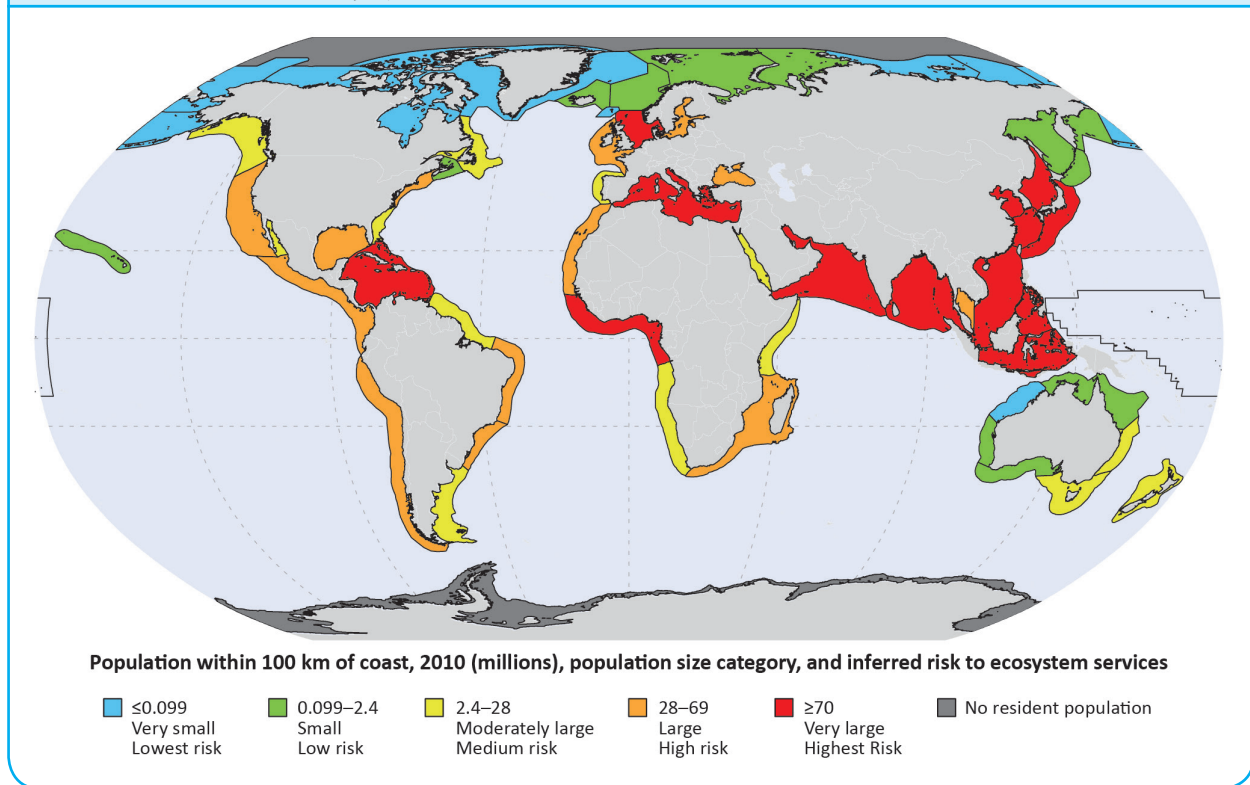 Population within 100 km of coast, 2010 (millions), population size category, and inferred risk to ecosystem services
≤0.099
Very small
Lowest risk
0.099–2.4
Small
Low risk
2.4–28
Moderately large
Medium risk
28–69
Large
High risk
≥70
Very large
Highest Risk
No resident population